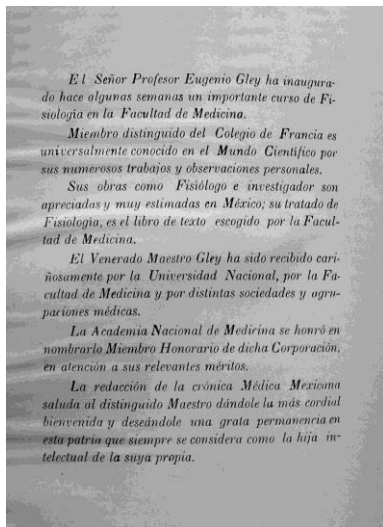 El Señor Profesor Eugenio Gley ha inaugura-
do hace algunas semanas un importante curso de Fi-
siología en la Facultad de Medicina.
Miembro distinguido del Colegio de Francia es
universalmente conocido en el Mundo Científico por
sus numerosos trabajos y observaciones personales.
Sus obras como Fisiólogo e investigador son
apreciadas y muy estimadas en México; su tratado de
Fisiología, es el libro de texto escogido por la Facul-
tad de Medicina.
El Venerado Maestro Gley ha sido recibido cari-
ñosamente por la Universidad Nacional, por la Fa-
cultad de Medicina y por distintas sociedades y agru-
paciones médicas.
La Academia Nacional de Medicina se honró en
nombrarlo Miembro Honorario de dicha Corporación,
en atención a sus relevantes méritos.
La redacción de la crónica Médica Mexicana
saluda al distinguido Maestro dándole la más cordial
bienvenida y deseándole una grata permanencia en
esta patria que siempre se considera como la hija in-
telectual de la suya propia.